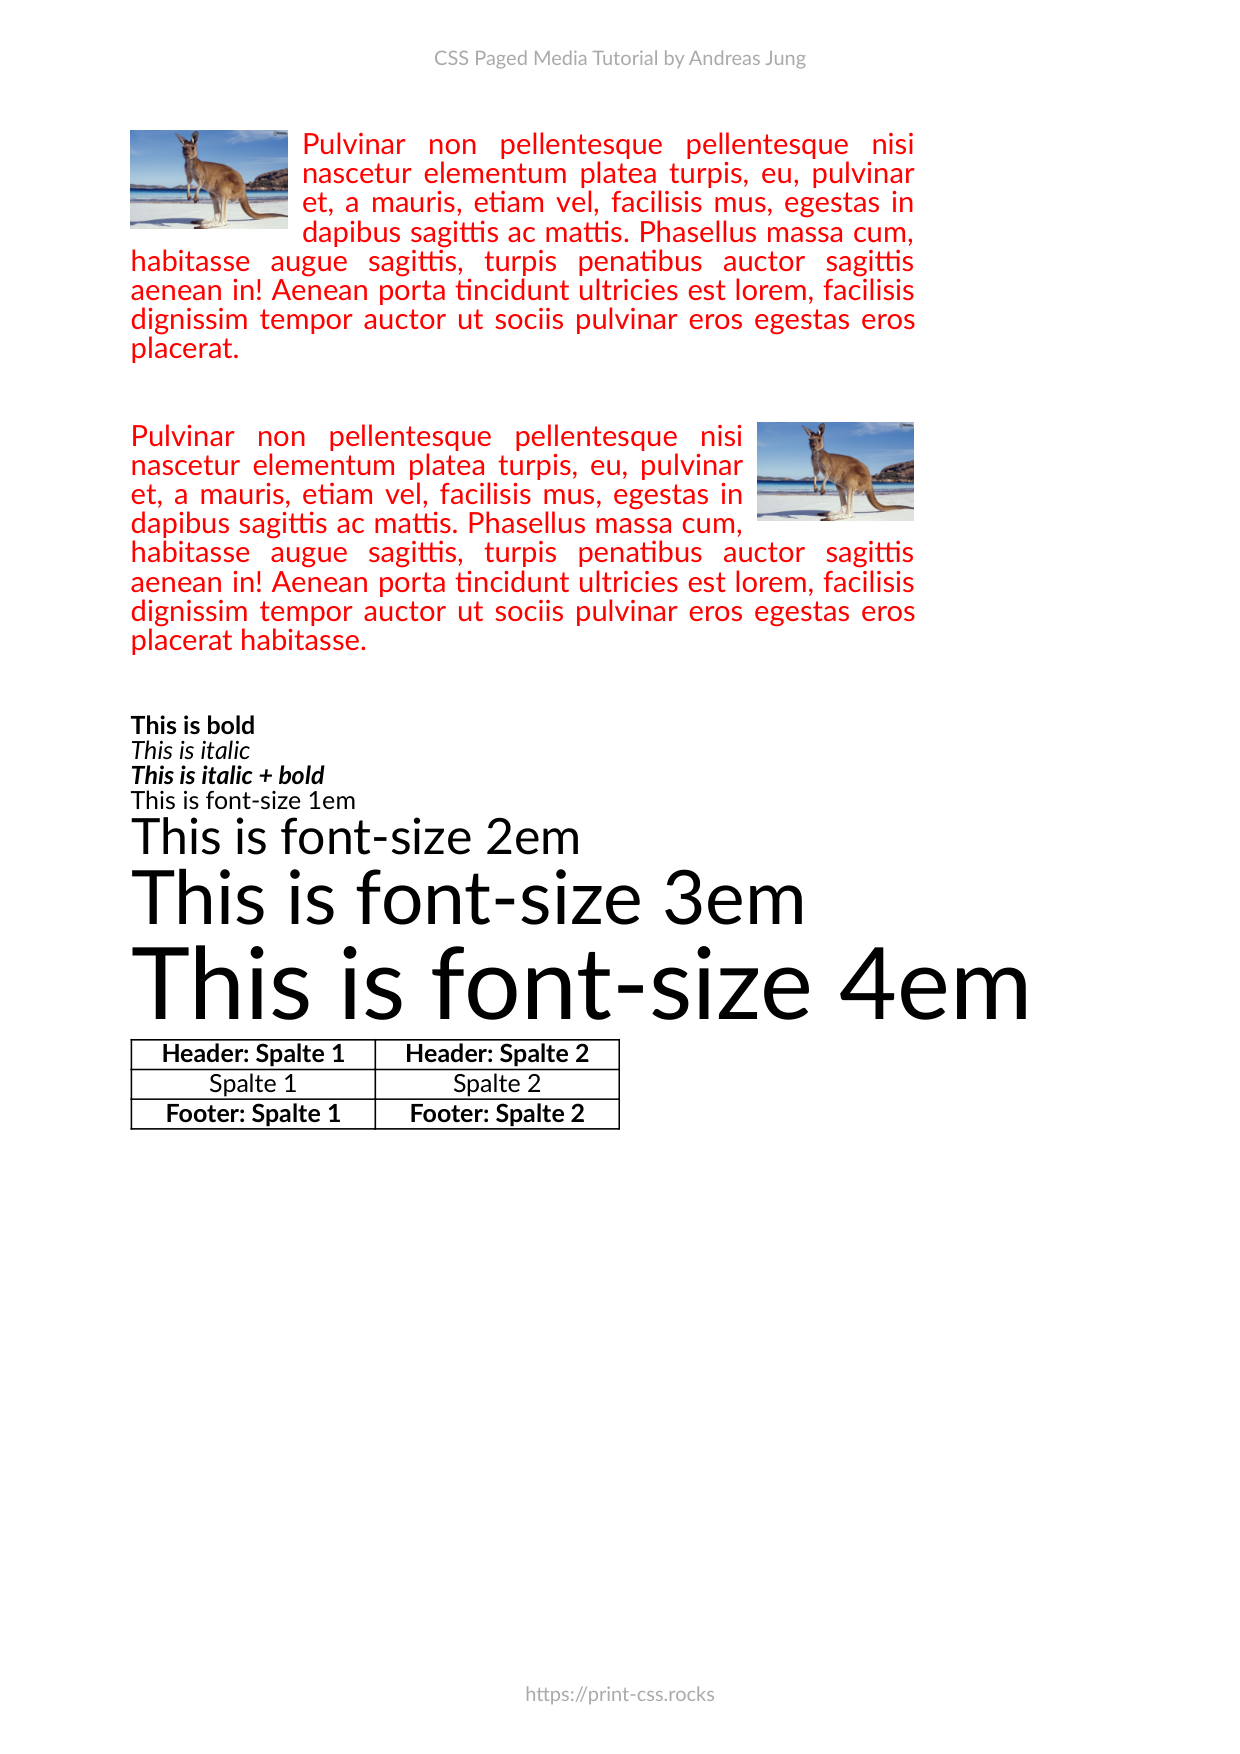 CSS Paged Media Tutorial by Andreas Jung
Pulvinar non pellentesque pellentesque nisi
nascetur elementum platea turpis, eu, pulvinar
et, a mauris, etiam vel, facilisis mus, egestas in
dapibus sagittis ac mattis. Phasellus massa cum,
habitasse augue sagittis, turpis penatibus auctor sagittis
aenean in! Aenean porta tincidunt ultricies est lorem, facilisis
dignissim tempor auctor ut sociis pulvinar eros egestas eros
placerat.
Pulvinar non pellentesque pellentesque nisi
nascetur elementum platea turpis, eu, pulvinar
et, a mauris, etiam vel, facilisis mus, egestas in
dapibus sagittis ac mattis. Phasellus massa cum,
habitasse augue sagittis, turpis penatibus auctor sagittis
aenean in! Aenean porta tincidunt ultricies est lorem, facilisis
dignissim tempor auctor ut sociis pulvinar eros egestas eros
placerat habitasse.
This is bold
This is italic
This is italic + bold
This is font-size 1em
This is font-size 2em
This is font-size 3em
This is font-size 4em
Header: Spalte 1 Header: Spalte 2
Spalte 1 Spalte 2
Footer: Spalte 1 Footer: Spalte 2
https://print-css.rocks